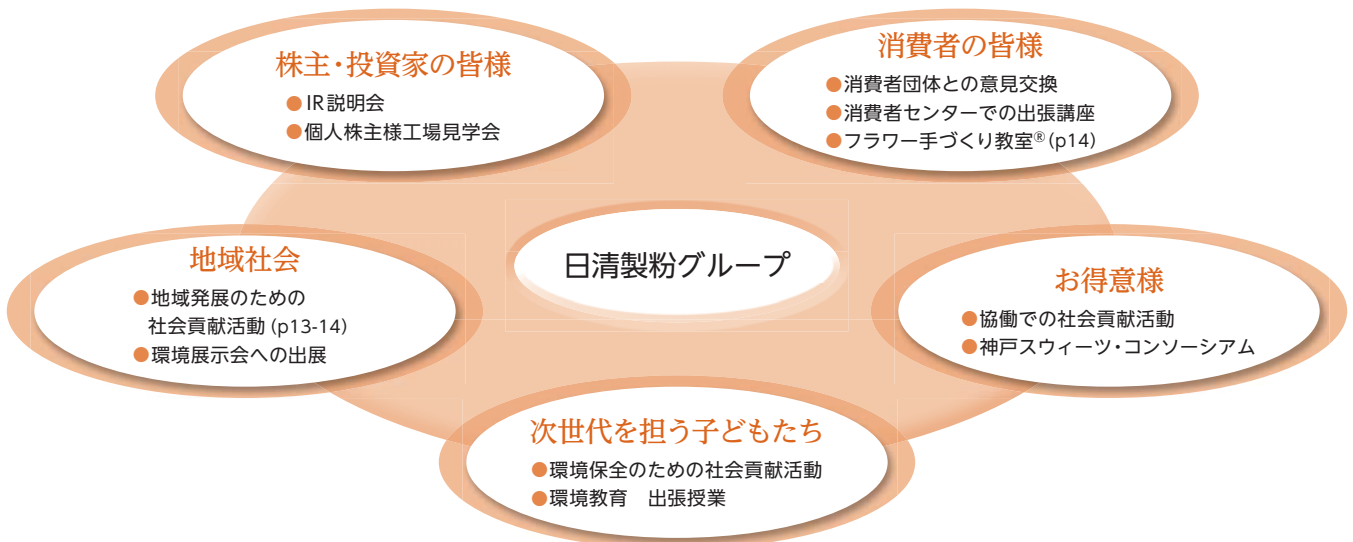 株主・投資家の皆様
●IR説明会
●個人株主様工場見学会
消費者の皆様
●消費者団体との意見交換
●消費者センターでの出張講座
●フラワー手づくり教室®(p14)
地域社会
●地域発展のための
社会貢献活動(p13-14)
●環境展示会への出展
日清製粉グループ
お得意様
●協働での社会貢献活動
●神戸スウィーツ・コンソーシアム
次世代を担う子どもたち
●環境保全のための社会貢献活動
●環境教育　出張授業